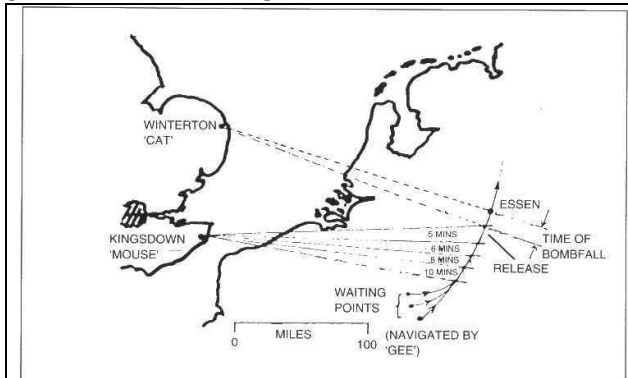 WINTERTON
'CAT'
KINGSDOWN
'MOUSE'
ESSEN
5 MINS
6 MINS
8 MINS
10 MINS
TIME OF
BOMBFALL
RELEASE
WAITING
POINTS
(NAVIGATED BY
'GEE')
MILES
0 100